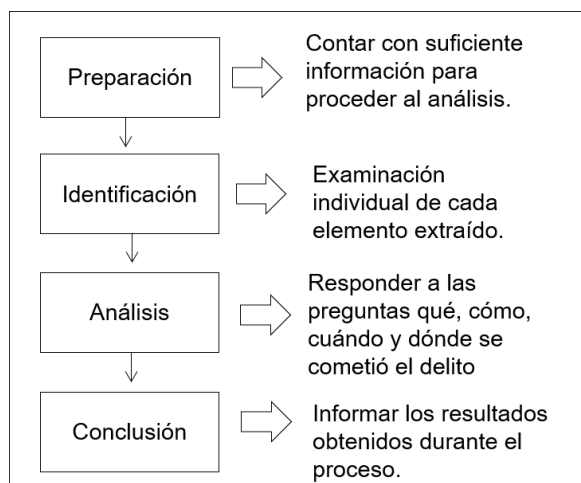 Preparación
Contar con suficiente
información para
proceder al análisis.
Identificación
Examinación
individual de cada
elemento extraído.
Análisis
Responder a las
preguntas qué, cómo,
cuándo y dónde se
cometió el delito
Conclusión
Informar los resultados
obtenidos durante el
proceso.